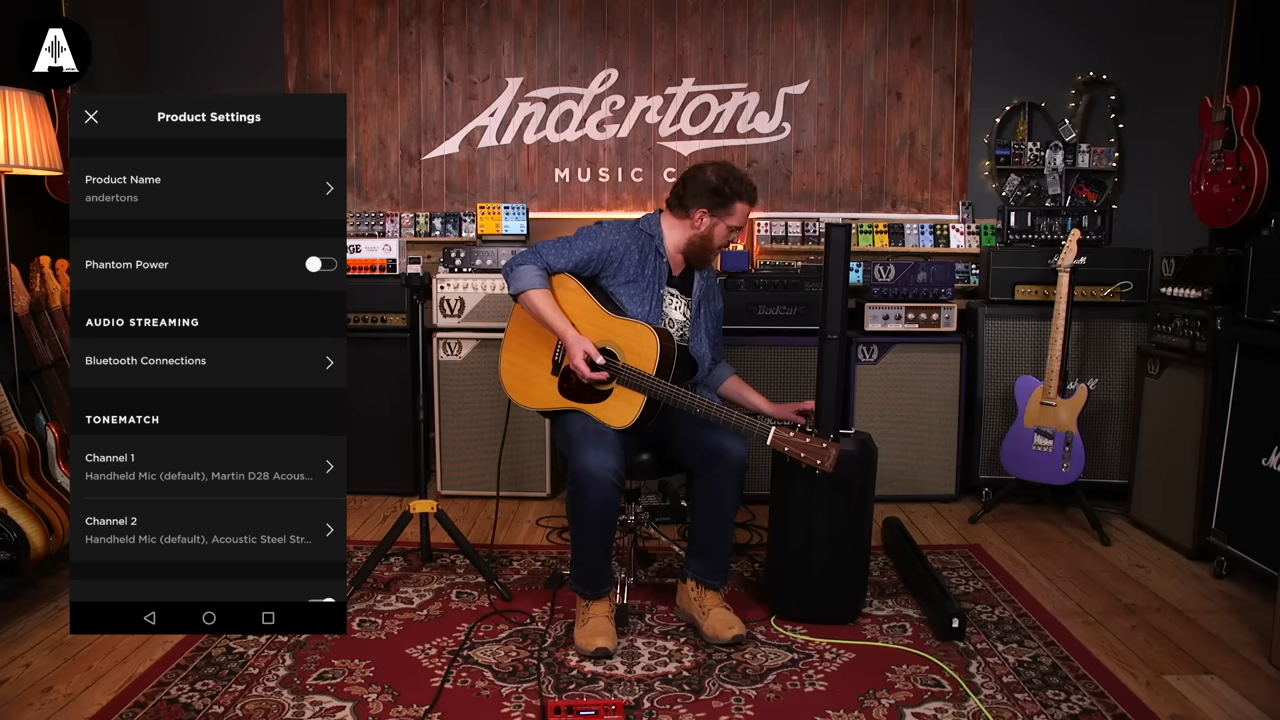 A
Product Settings
Product Name
andertons
Phantom Power
AUDIO STREAMING
Bluetooth Connections
TONEMATCH
Channel 1
Handheld Mic (default), Martin D28 Acous...
Channel 2
Handheld Mic (default), Acoustic Steel Str...
Andertons
MUSIC C
BadCat
Marshall
V
V
V
V